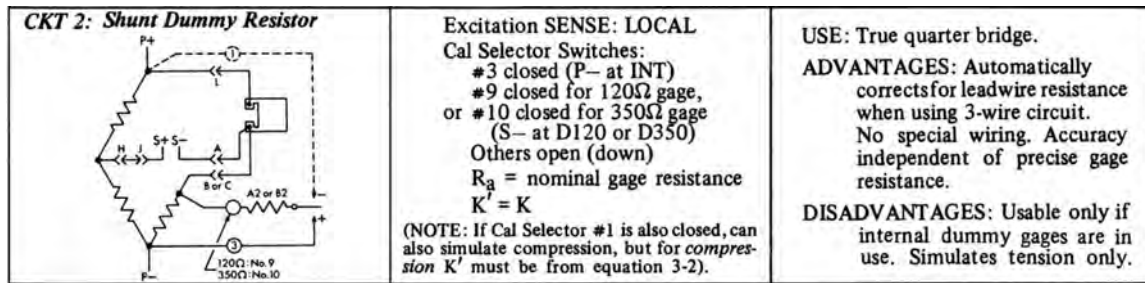 CKT 2: Shunt Dummy Resistor
P+
1
L
H
J
S+
S-
A
B or C
A2 or B2
-
+
3
120Ω:No.9
350Ω:No.10
P-
Excitation SENSE: LOCAL
Cal Selector Switches:
#3 closed (P– at INT)
#9 closed for 120Ω gage,
or #10 closed for 350Ω gage
(S– at D120 or D350)
Others open (down)
Ra = nominal gage resistance
K' = K
(NOTE: If Cal Selector #1 is also closed, can
also simulate compression, but for compres-
sion K' must be from equation 3-2).
USE: True quarter bridge.
ADVANTAGES: Automatically
corrects for leadwire resistance
when using 3-wire circuit.
No special wiring. Accuracy
independent of precise gage
resistance.
DISADVANTAGES: Usable only if
internal dummy gages are in
use. Simulates tension only.